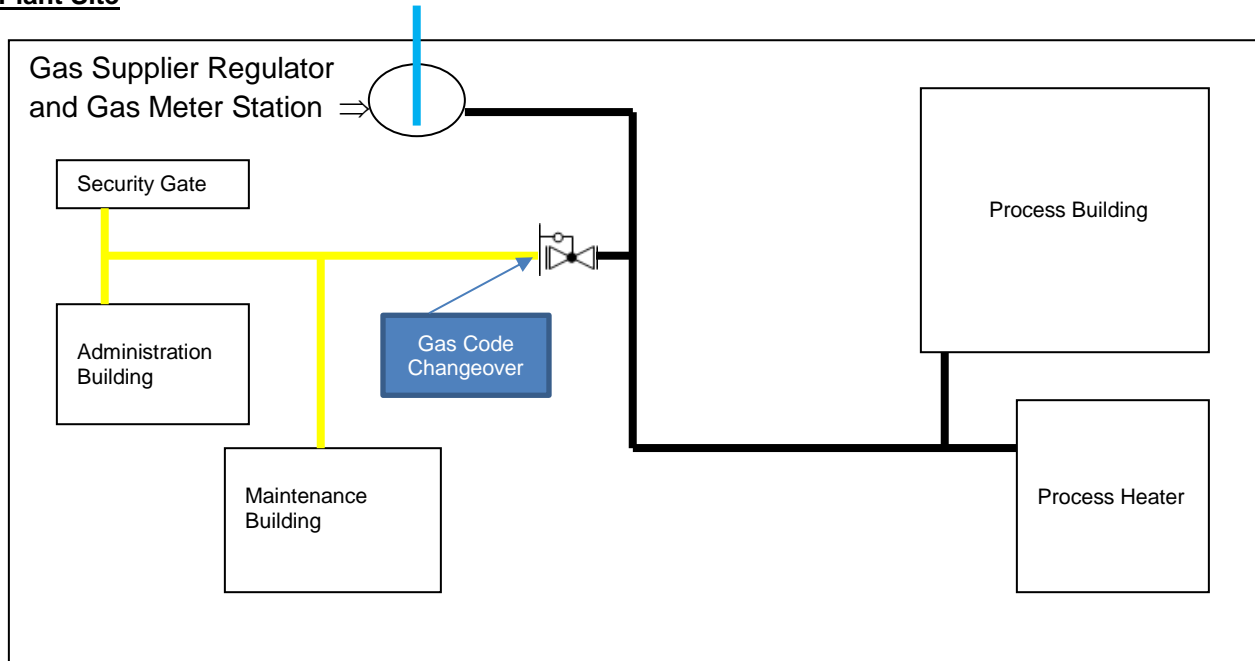 Plant Site
Gas Supplier Regulator
and Gas Meter Station ⇒
Security Gate
Process Building
Administration
Building
Gas Code
Changeover
Maintenance
Building
Process Heater